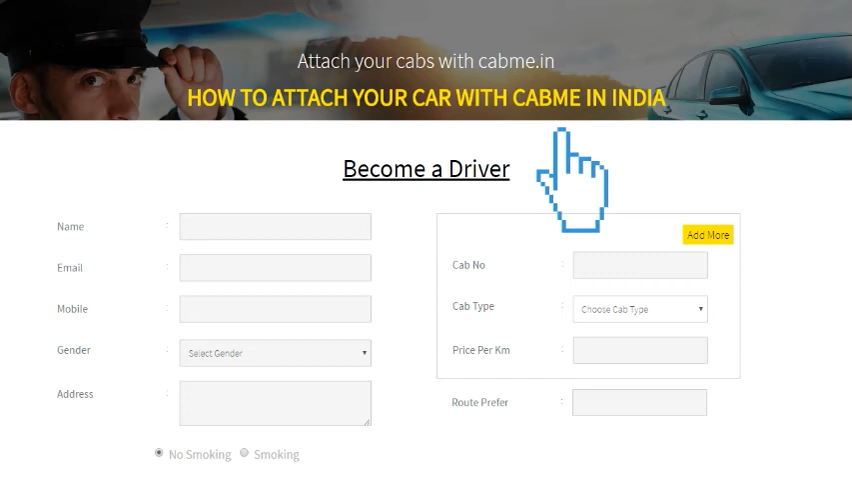 Attach your cabs with cabme.in
HOW TO ATTACH YOUR CAR WITH CABME IN INDIA
Become a Driver
Name :
Email :
Mobile :
Gender : Select Gender
Address :
No Smoking Smoking
Add More
Cab No :
Cab Type : Choose Cab Type
Price Per Km :
Route Prefer :